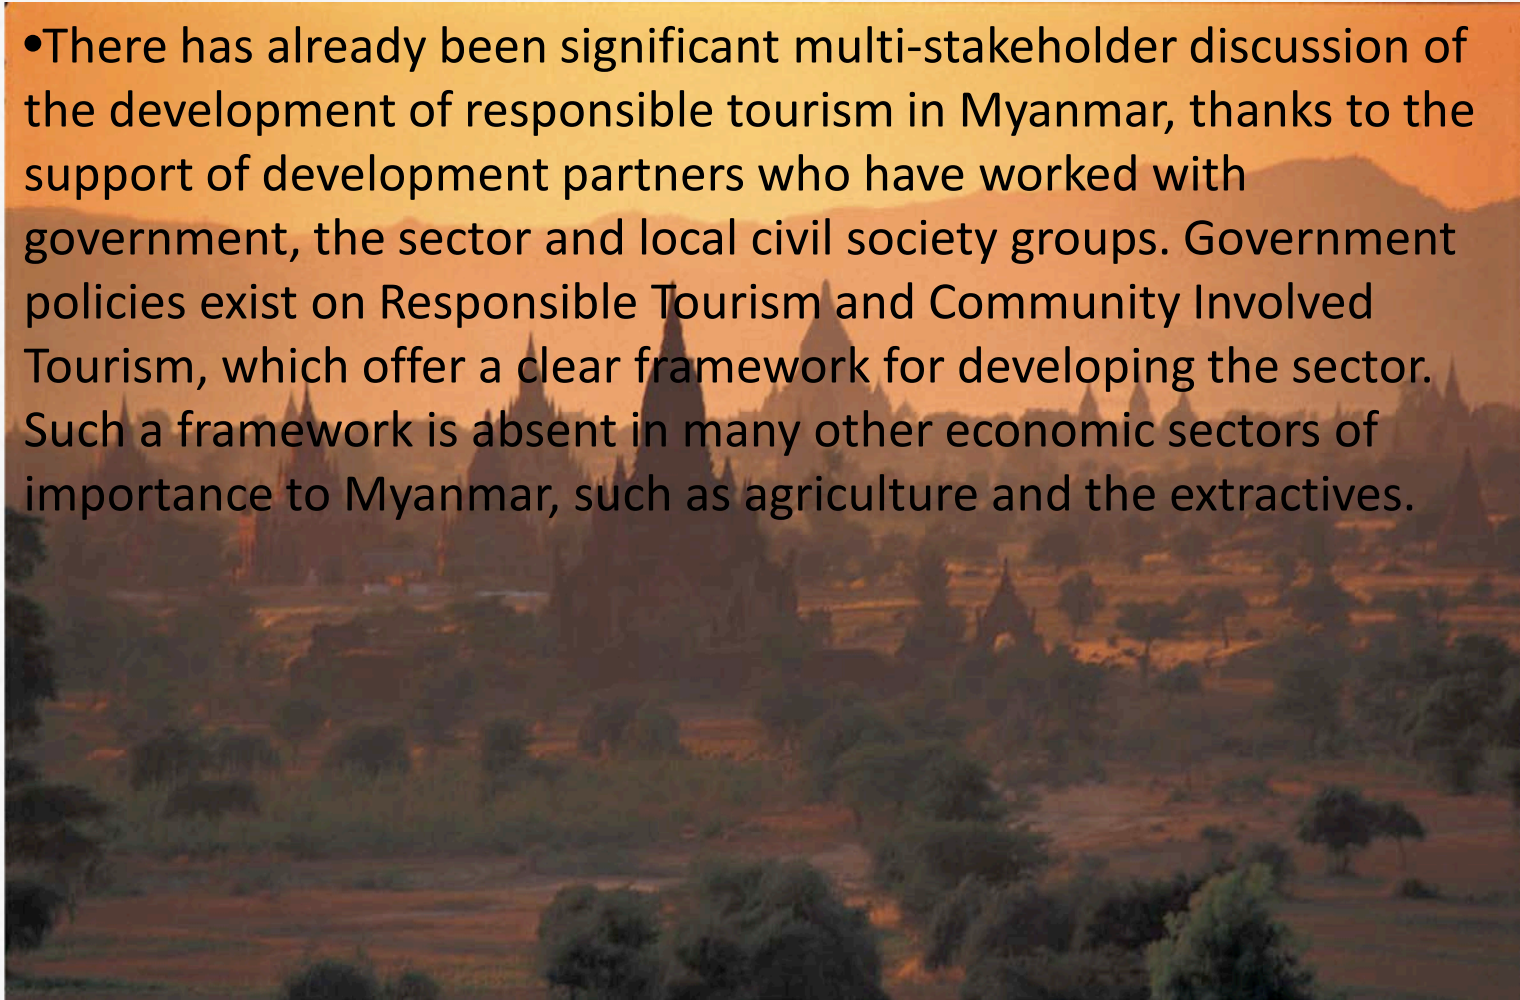 •There has already been significant multi-stakeholder discussion of
the development of responsible tourism in Myanmar, thanks to the
support of development partners who have worked with
government, the sector and local civil society groups. Government
policies exist on Responsible Tourism and Community Involved
Tourism, which offer a clear framework for developing the sector.
Such a framework is absent in many other economic sectors of
importance to Myanmar, such as agriculture and the extractives.